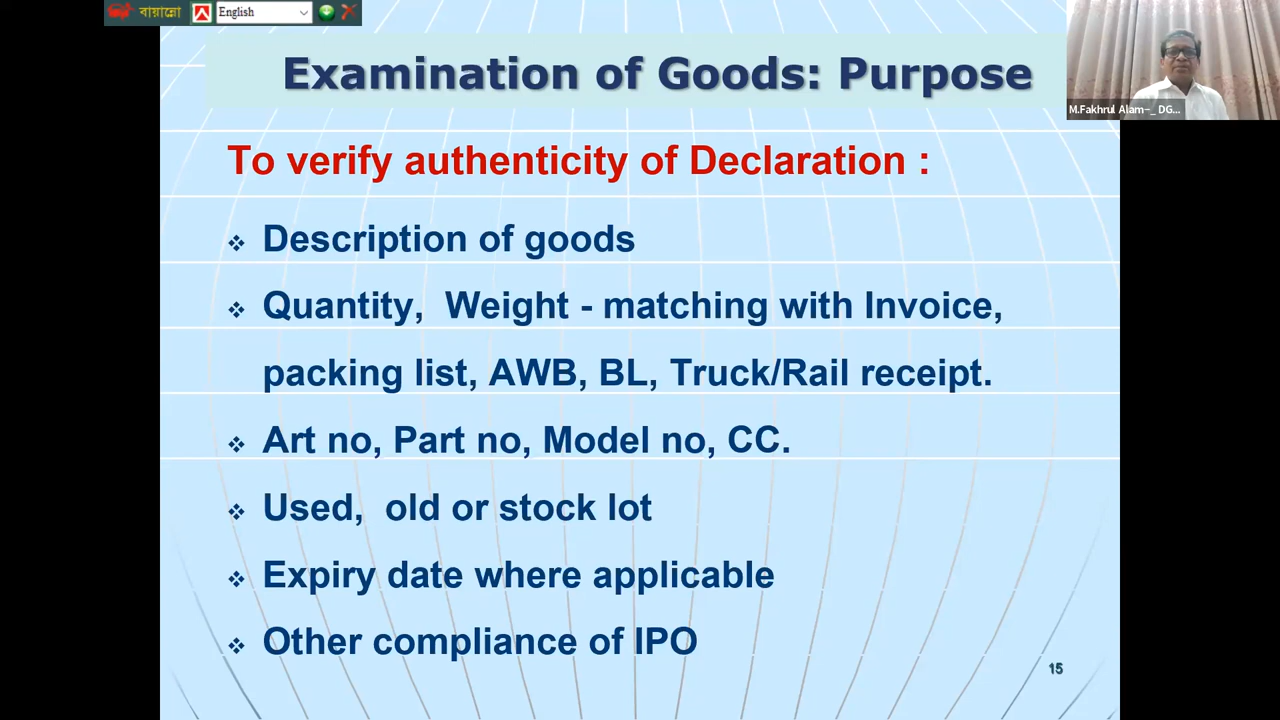 বায়ান্নো
English
Examination of Goods: Purpose
M.Fakhrul Alam–_ DG...
To verify authenticity of Declaration :
❖ Description of goods
❖ Quantity, Weight - matching with Invoice,
packing list, AWB, BL, Truck/Rail receipt.
❖ Art no, Part no, Model no, CC.
❖ Used, old or stock lot
❖ Expiry date where applicable
❖ Other compliance of IPO
15